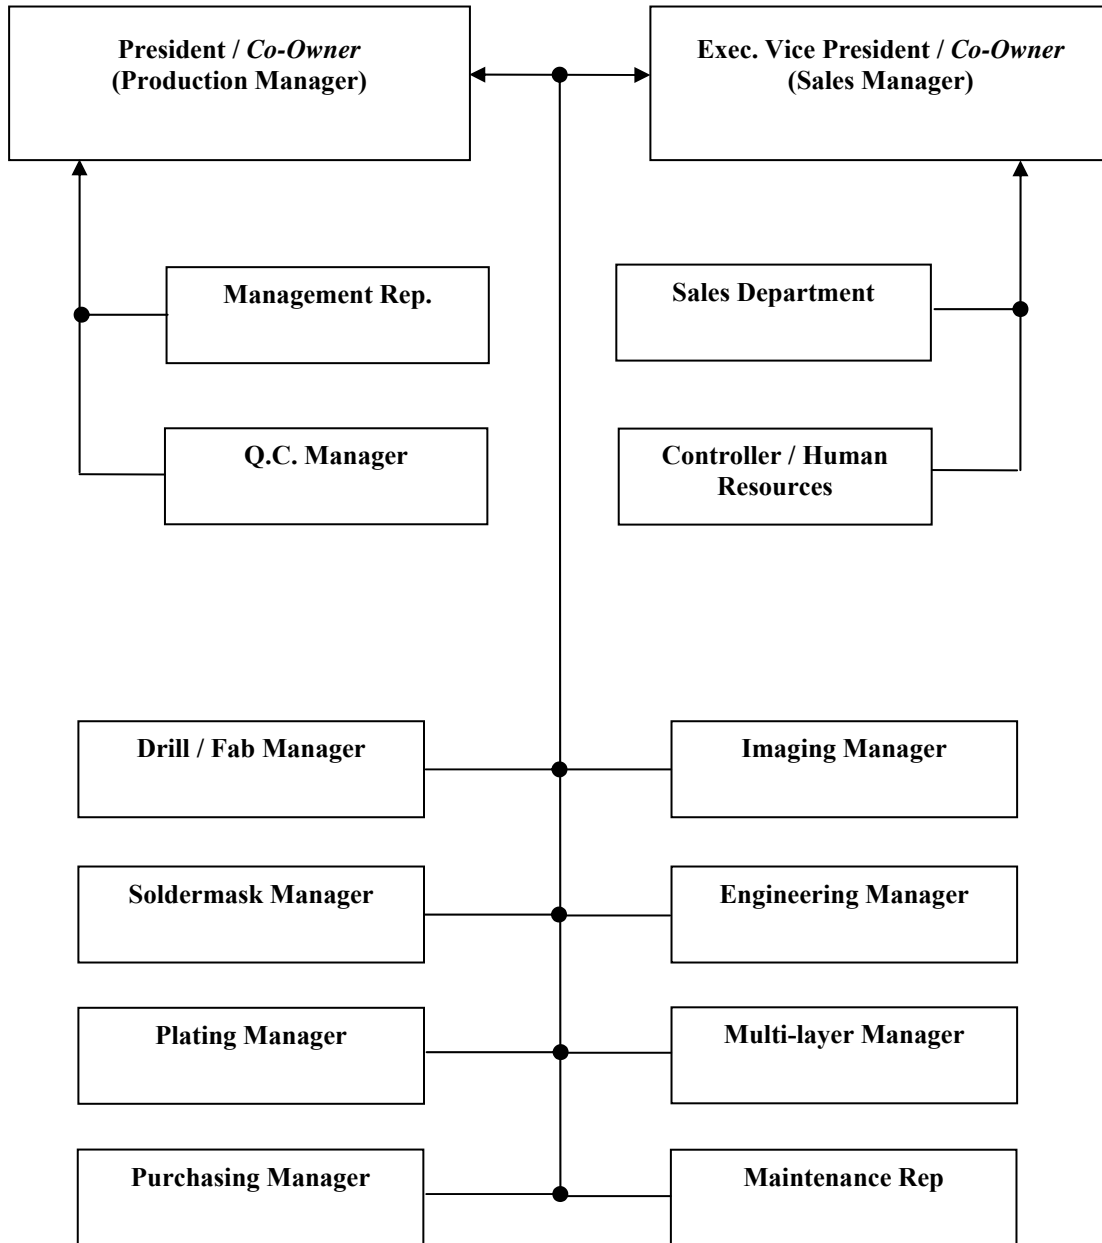 President / Co-Owner
(Production Manager)
Exec. Vice President / Co-Owner
(Sales Manager)
Management Rep.
Sales Department
Q.C. Manager
Controller / Human
Resources
Drill / Fab Manager
Imaging Manager
Soldermask Manager
Engineering Manager
Plating Manager
Multi-layer Manager
Purchasing Manager
Maintenance Rep